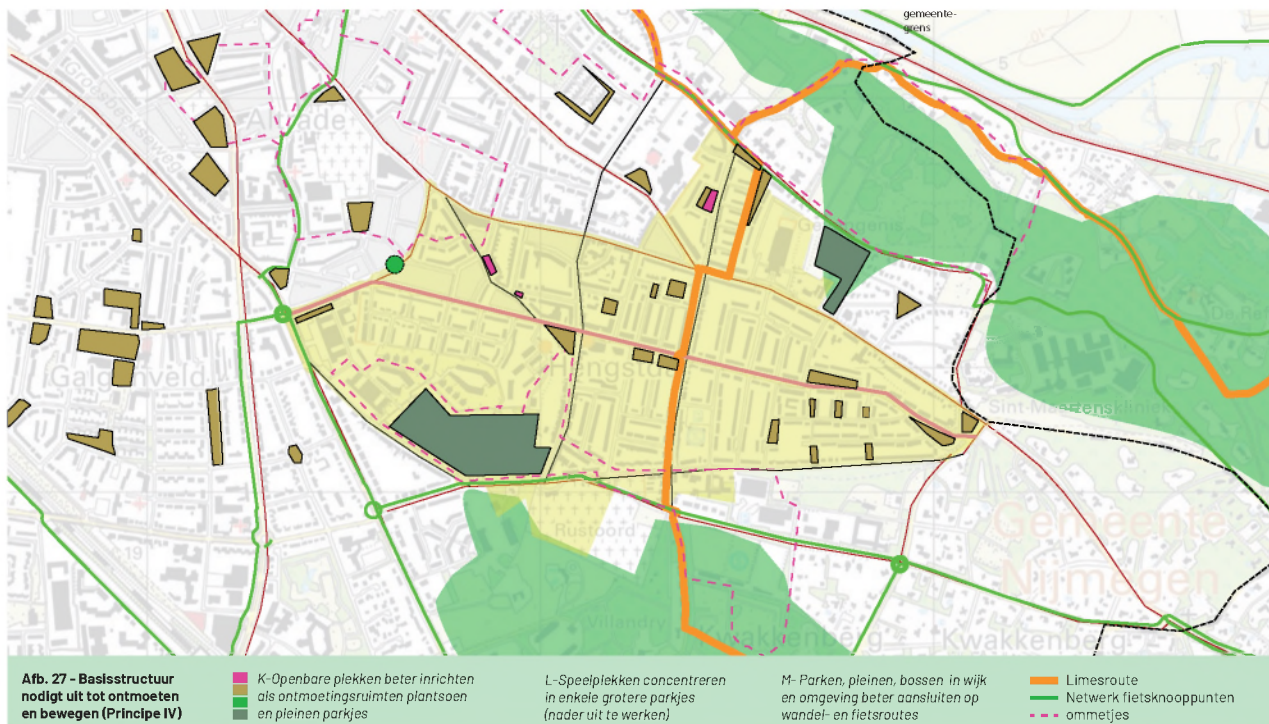 gemeente-
grens
5
U
Altrade
Galgenveld
Hengstdal
Sint-Maartenskliniek
Rustoord
19
Gemeente
Nijmegen
Villandry
Kwakkenberg
Kwakkenberg
Afb. 27 - Basisstructuur
nodigt uit tot ontmoeten
en bewegen (Principe IV)
K-Openbare plekken beter inrichten
als ontmoetingsruimten plantsoen
en pleinen parkjes
L-Speelplekken concentreren
in enkele grotere parkjes
(nader uit te werken)
M- Parken, pleinen, bossen in wijk
en omgeving beter aansluiten op
wandel- en fietsroutes
Limesroute
Netwerk fietsknooppunten
ommetjes